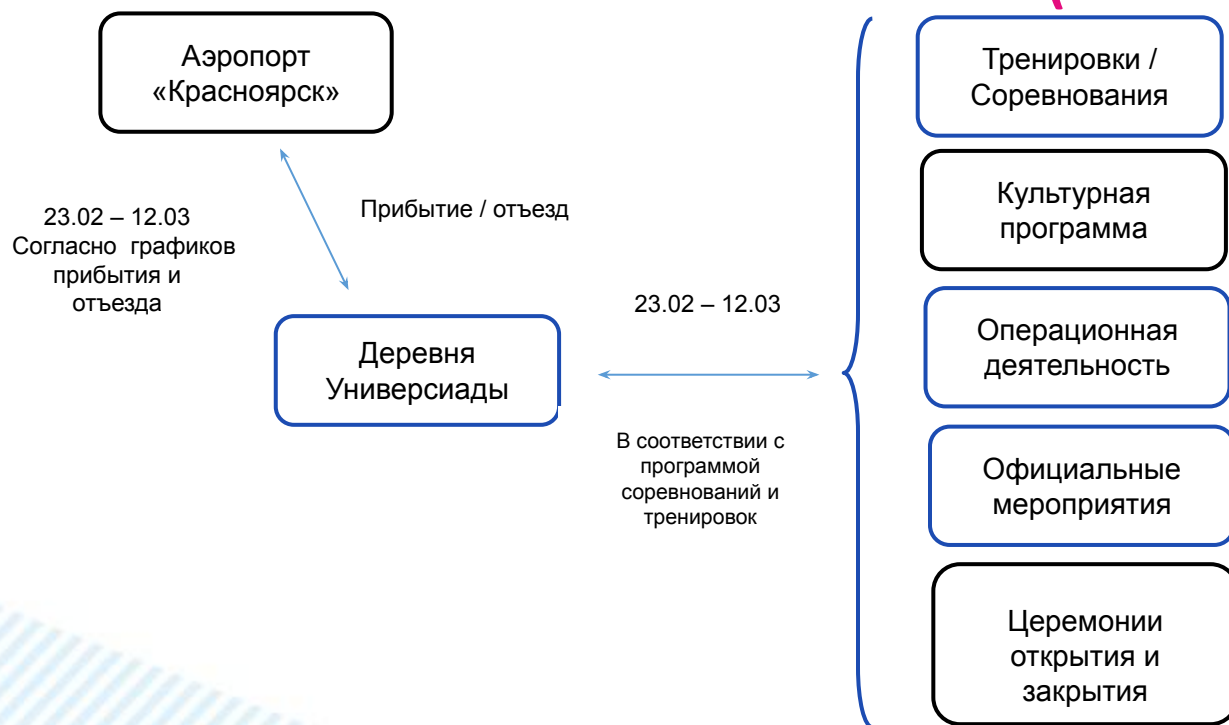 Аэропорт
«Красноярск»
23.02 – 12.03
Согласно графиков
прибытия и
отъезда
Прибытие / отъезд
Деревня
Универсиады
23.02 – 12.03
В соответствии с
программой
соревнований и
тренировок
Тренировки /
Соревнования
Культурная
программа
Операционная
деятельность
Официальные
мероприятия
Церемонии
открытия и
закрытия